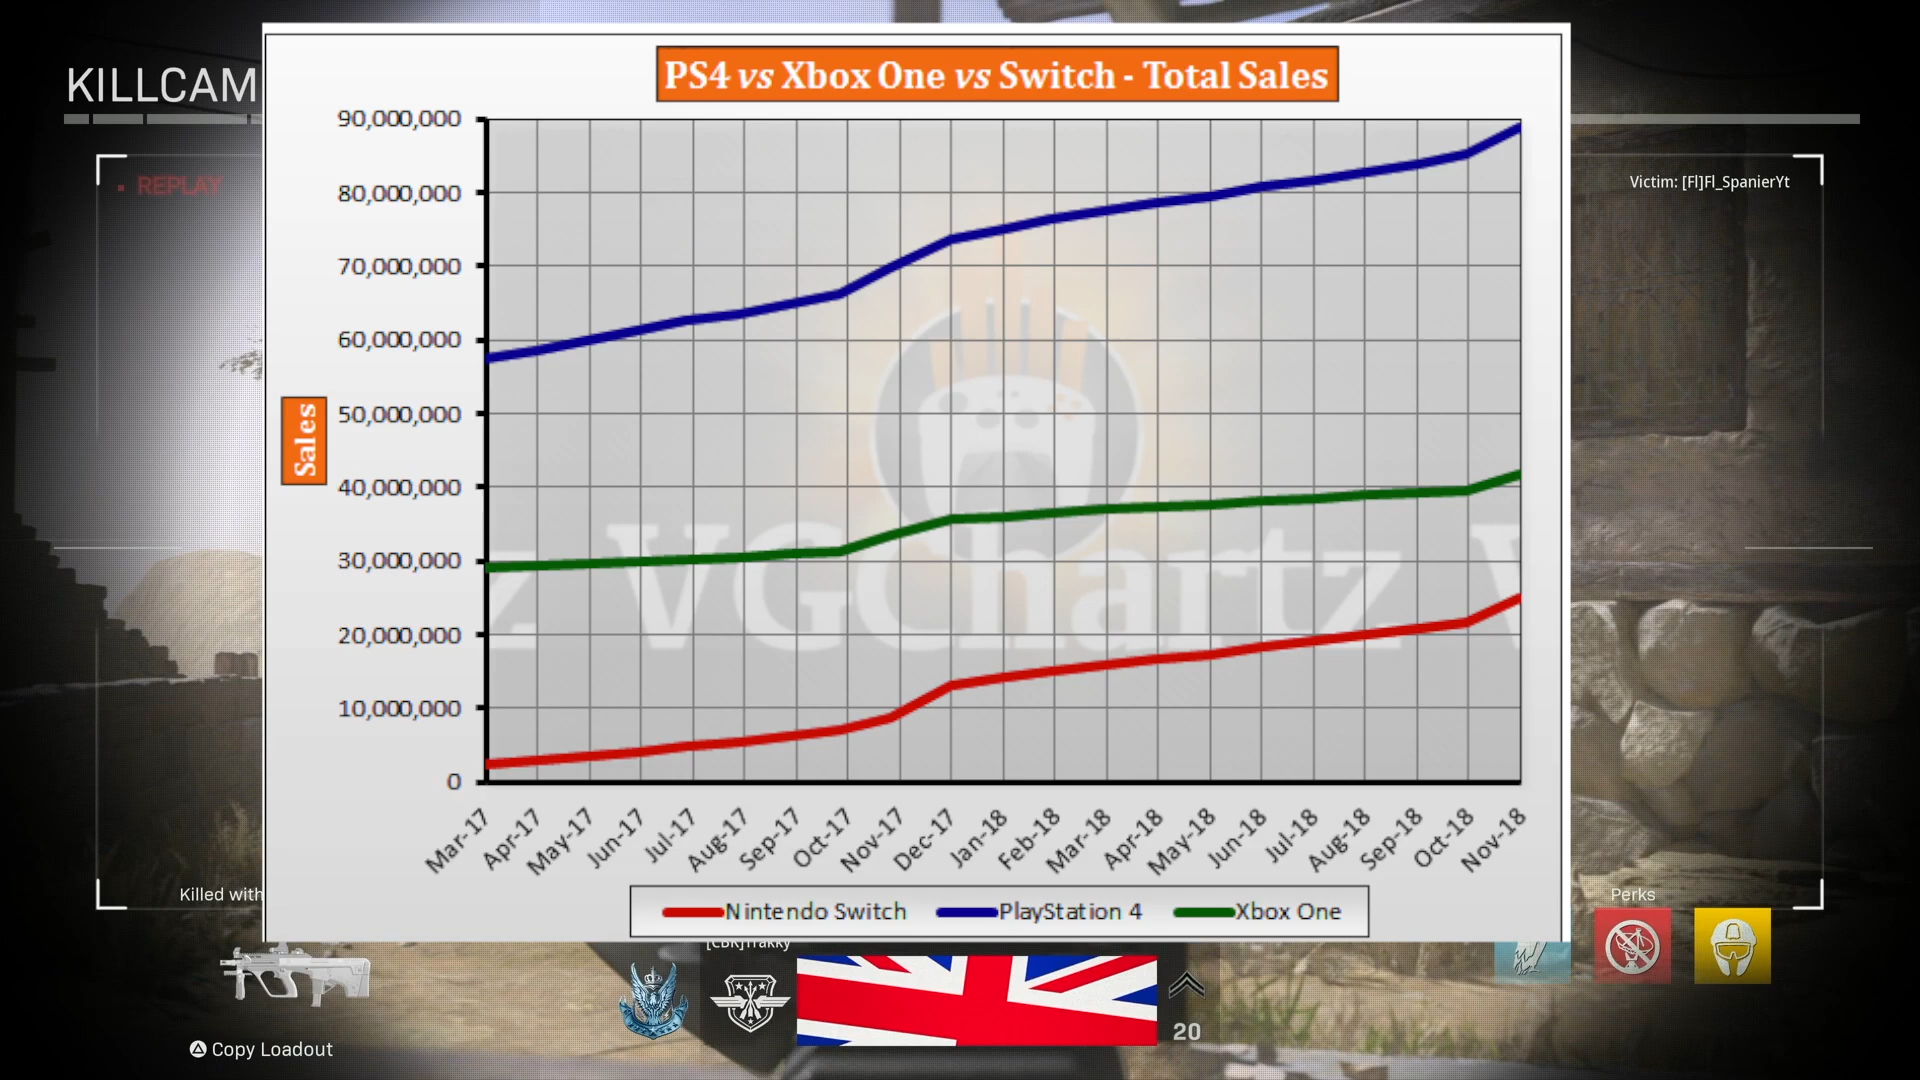 KILLCAM
REPLAY
Victim: [Fl]Fl_SpanierYt
PS4 vs Xbox One vs Switch - Total Sales
Sales
90,000,000
80,000,000
70,000,000
60,000,000
50,000,000
40,000,000
30,000,000
20,000,000
10,000,000
0
z VGChartz V
Mar-17
Apr-17
May-17
Jun-17
Jul-17
Aug-17
Sep-17
Oct-17
Nov-17
Dec-17
Jan-18
Feb-18
Mar-18
Apr-18
May-18
Jun-18
Jul-18
Aug-18
Sep-18
Oct-18
Nov-18
Nintendo Switch
PlayStation 4
Xbox One
Killed with
Perks
[CBK]Trakky
20
Copy Loadout